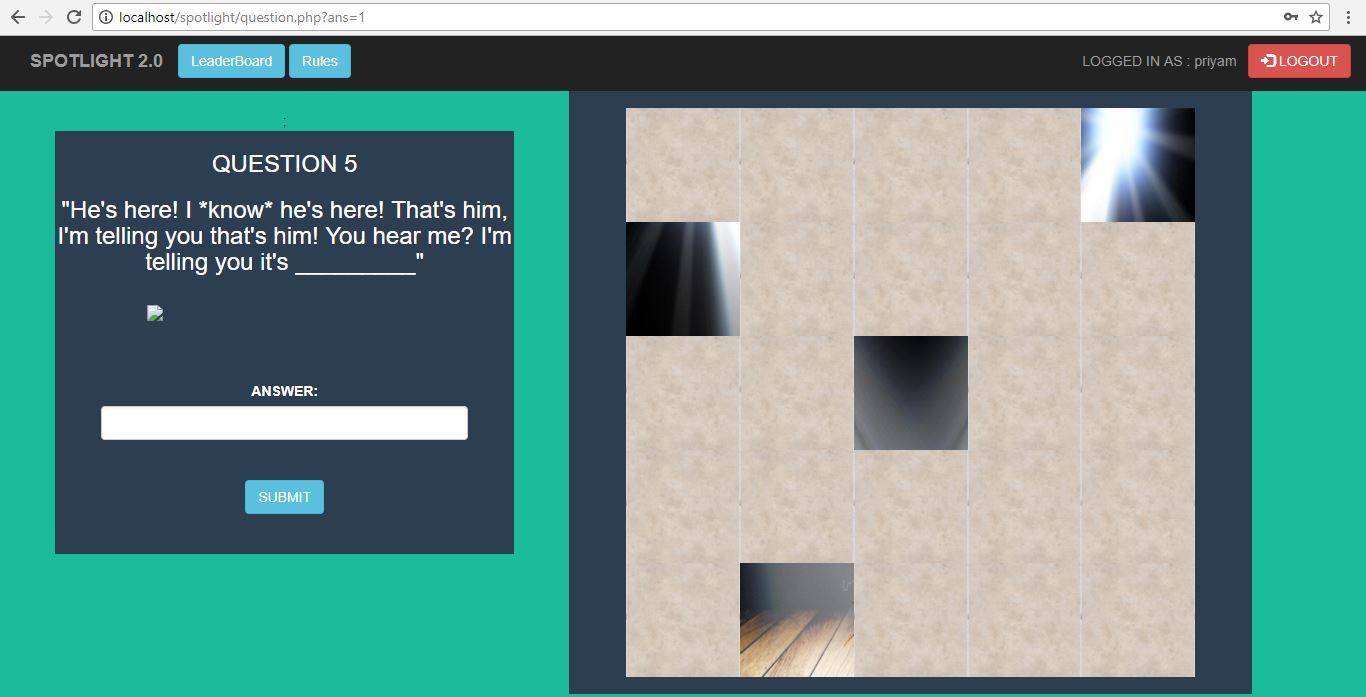 localhost/spotlight/question.php?ans=1
SPOTLIGHT 2.0 LeaderBoard Rules LOGGED IN AS : priyam LOGOUT
;
QUESTION 5
"He's here! I *know* he's here! That's him,
I'm telling you that's him! You hear me? I'm
telling you it's _________"
ANSWER:
SUBMIT